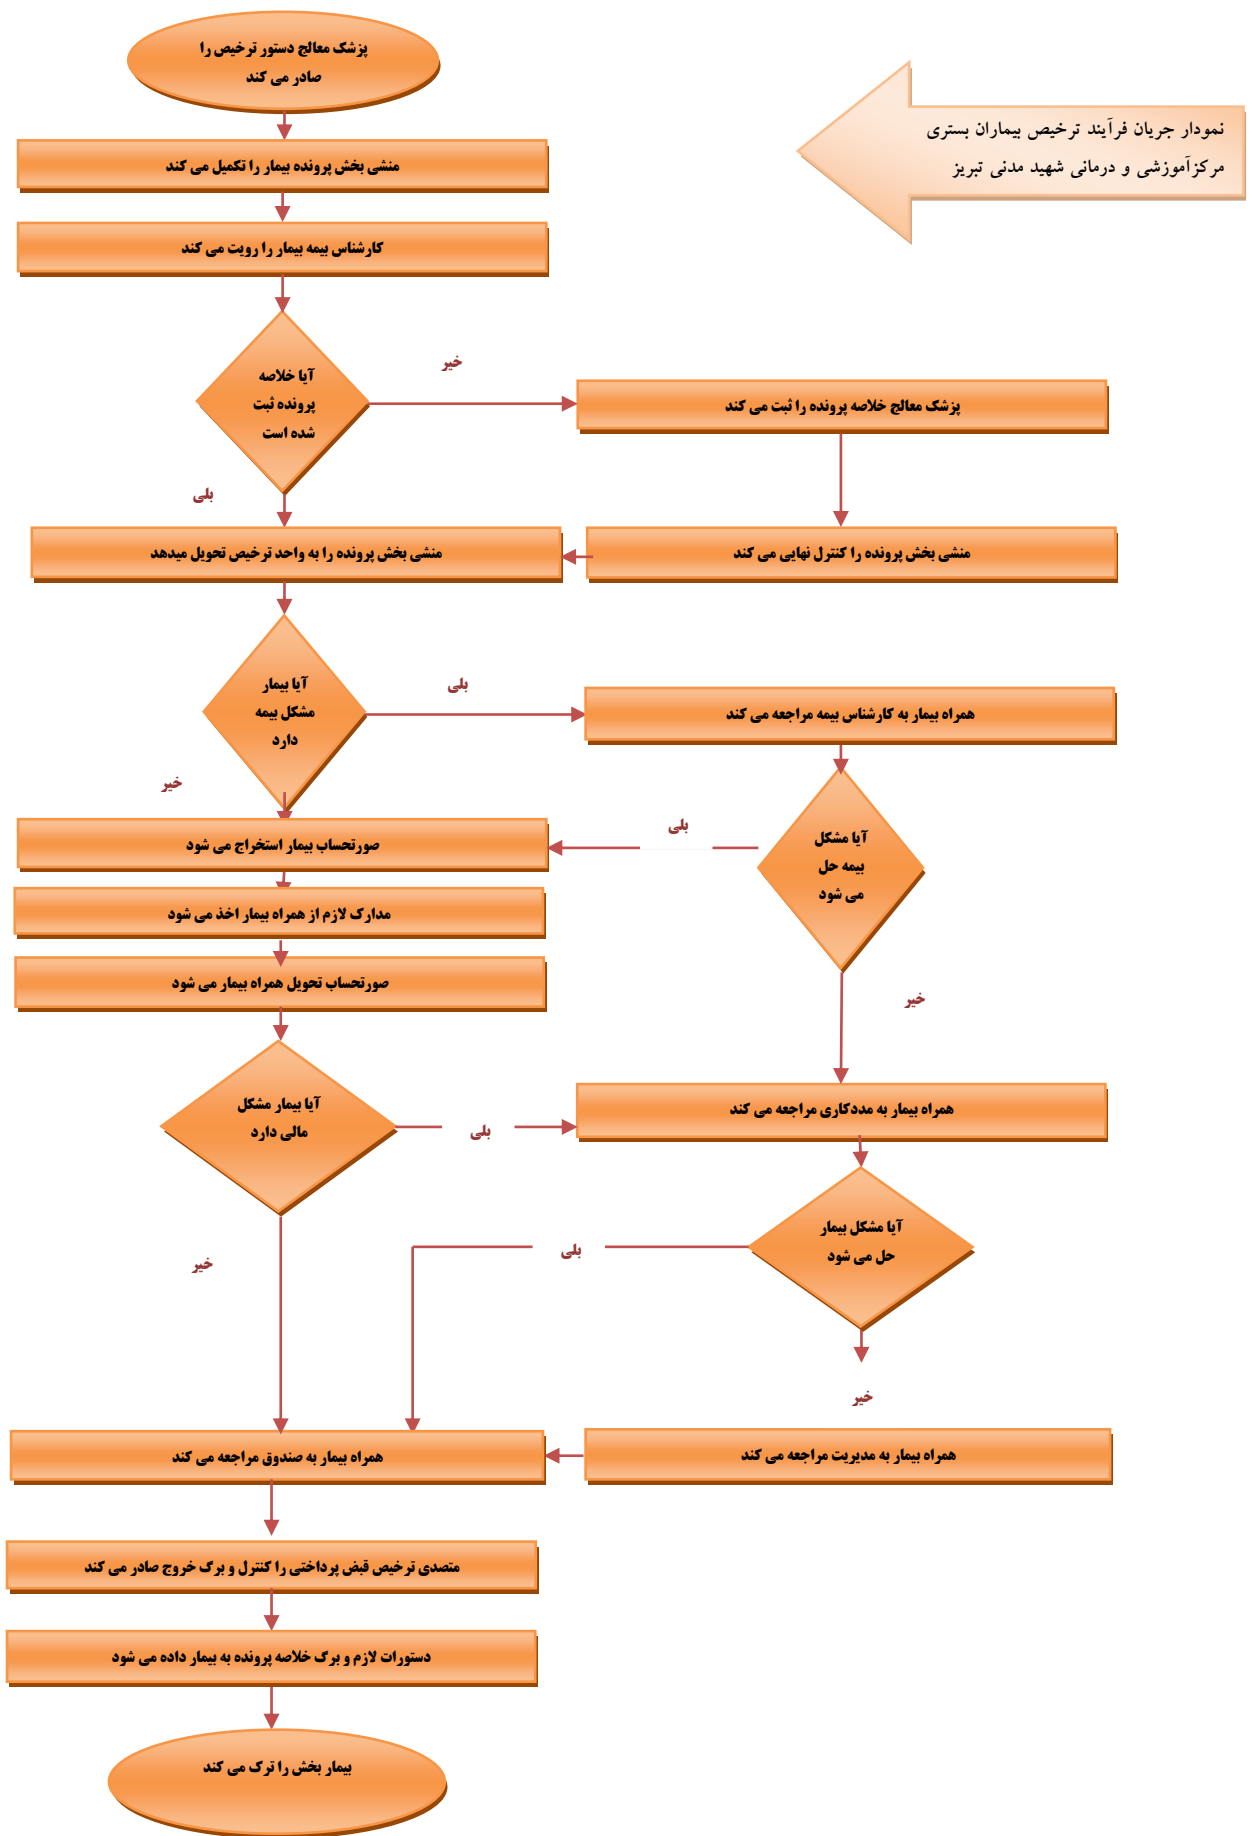 پزشک معالج دستور ترخیص را
صادر می کند
نمودار جریان فرآیند ترخیص بیماران بستری
مرکزآموزشی و درمانی شهید مدنی تبریز
منشی بخش پرونده بیمار را تکمیل می کند
کارشناس بیمه بیمار را رویت می کند
آیا خلاصه
پرونده ثبت
شده است
خیر
پزشک معالج خلاصه پرونده را ثبت می کند
بلی
منشی بخش پرونده را کنترل نهایی می کند
منشی بخش پرونده را به واحد ترخیص تحویل میدهد
آیا بیمار
مشکل بیمه
دارد
بلی
همراه بیمار به کارشناس بیمه مراجعه می کند
خیر
آیا مشکل
بیمه حل
می شود
بلی
صورتحساب بیمار استخراج می شود
مدارک لازم از همراه بیمار اخذ می شود
صورتحساب تحویل همراه بیمار می شود
خیر
آیا بیمار مشکل
مالی دارد
بلی
همراه بیمار به مددکاری مراجعه می کند
آیا مشکل بیمار
حل می شود
بلی
خیر
خیر
همراه بیمار به مدیریت مراجعه می کند
همراه بیمار به صندوق مراجعه می کند
متصدی ترخیص قبض پرداختی را کنترل و برگ خروج صادر می کند
دستورات لازم و برگ خلاصه پرونده به بیمار داده می شود
بیمار بخش را ترک می کند